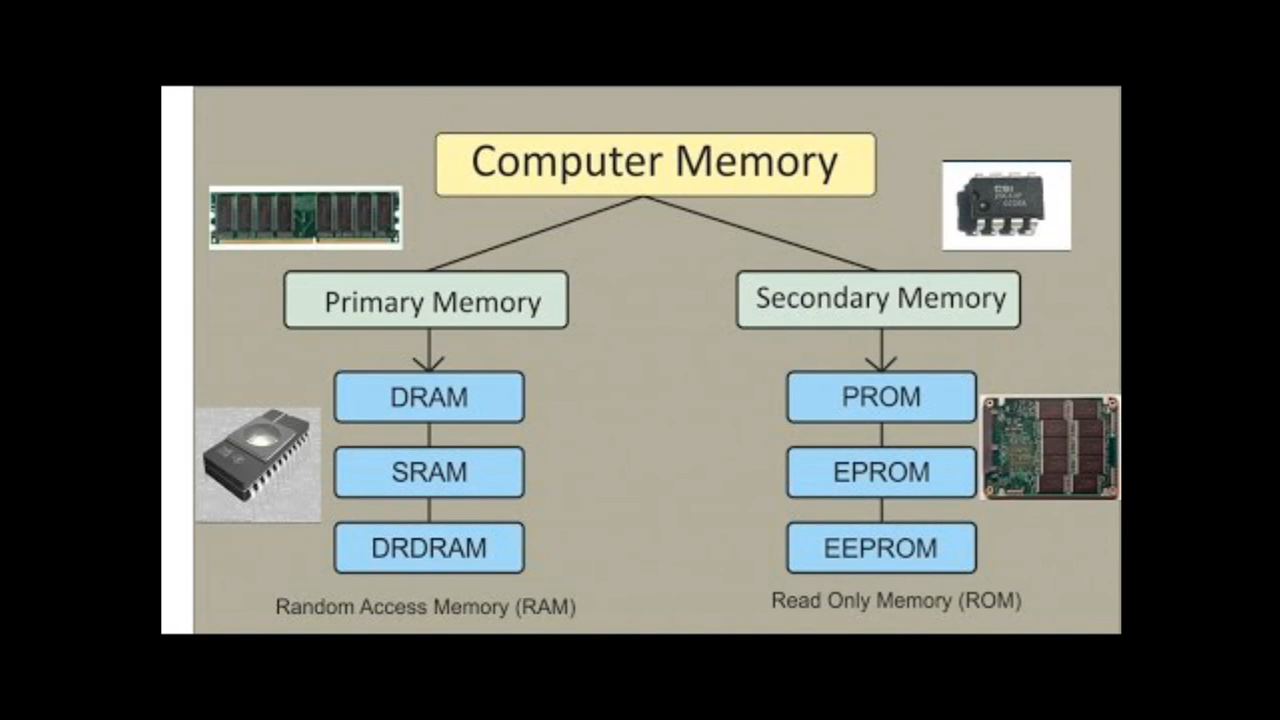 Computer Memory
Primary Memory
DRAM
SRAM
DRDRAM
Random Access Memory (RAM)
Secondary Memory
PROM
EPROM
EEPROM
Read Only Memory (ROM)